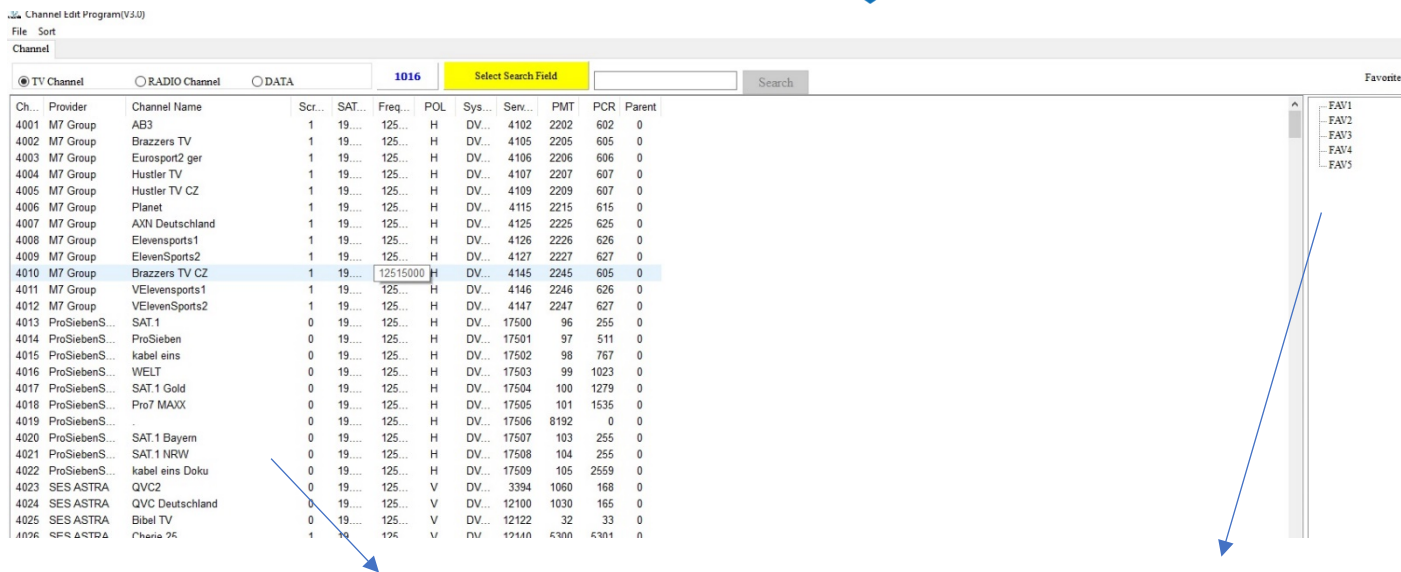 Channel Edit Program(V3.0)
File Sort
Channel
TV Channel RADIO Channel DATA 1016 Select Search Field Search Favorite
Ch... Provider Channel Name Scr... SAT... Freq... POL Sys... Serv... PMT PCR Parent
4001 M7 Group AB3 1 19.... 125... H DV... 4102 2202 602 0
4002 M7 Group Brazzers TV 1 19.... 125... H DV... 4105 2205 605 0
4003 M7 Group Eurosport2 ger 1 19.... 125... H DV... 4106 2206 606 0
4004 M7 Group Hustler TV 1 19.... 125... H DV... 4107 2207 607 0
4005 M7 Group Hustler TV CZ 1 19.... 125... H DV... 4109 2209 607 0
4006 M7 Group Planet 1 19.... 125... H DV... 4115 2215 615 0
4007 M7 Group AXN Deutschland 1 19.... 125... H DV... 4125 2225 625 0
4008 M7 Group Elevensports1 1 19.... 125... H DV... 4126 2226 626 0
4009 M7 Group ElevenSports2 1 19.... 125... H DV... 4127 2227 627 0
4010 M7 Group Brazzers TV CZ 1 19.... 12515000 H DV... 4145 2245 605 0
4011 M7 Group VElevensports1 1 19.... 125... H DV... 4146 2246 626 0
4012 M7 Group VElevenSports2 1 19.... 125... H DV... 4147 2247 627 0
4013 ProSiebenS... SAT.1 0 19.... 125... H DV... 17500 96 255 0
4014 ProSiebenS... ProSieben 0 19.... 125... H DV... 17501 97 511 0
4015 ProSiebenS... kabel eins 0 19.... 125... H DV... 17502 98 767 0
4016 ProSiebenS... WELT 0 19.... 125... H DV... 17503 99 1023 0
4017 ProSiebenS... SAT.1 Gold 0 19.... 125... H DV... 17504 100 1279 0
4018 ProSiebenS... Pro7 MAXX 0 19.... 125... H DV... 17505 101 1535 0
4019 ProSiebenS... . 0 19.... 125... H DV... 17506 8192 0 0
4020 ProSiebenS... SAT.1 Bayern 0 19.... 125... H DV... 17507 103 255 0
4021 ProSiebenS... SAT.1 NRW 0 19.... 125... H DV... 17508 104 255 0
4022 ProSiebenS... kabel eins Doku 0 19.... 125... H DV... 17509 105 2559 0
4023 SES ASTRA QVC2 0 19.... 125... V DV... 3394 1060 168 0
4024 SES ASTRA QVC Deutschland 0 19.... 125... V DV... 12100 1030 165 0
4025 SES ASTRA Bibel TV 0 19.... 125... V DV... 12122 32 33 0
4026 SES ASTRA Cherie 25 1 19 125 V DV 12140 5300 5301 0
FAV1
FAV2
FAV3
FAV4
FAV5